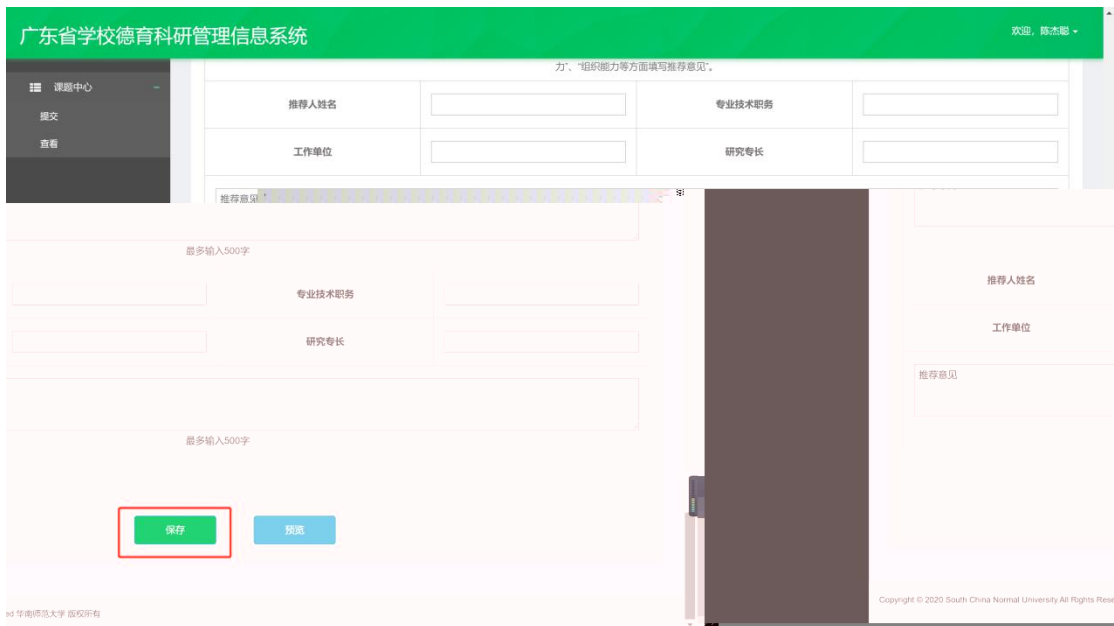 广东省学校德育科研管理信息系统
欢迎，陈杰聪
力”、“组织能力等方面填写推荐意见”。
课题中心
提交
查看
推荐人姓名
专业技术职务
工作单位
研究专长
推荐意见
最多输入500字
专业技术职务
推荐人姓名
研究专长
工作单位
推荐意见
最多输入500字
保存
预览
Copyright © 2020 South China Normal University.All Rights Rese
ed 华南师范大学 版权所有